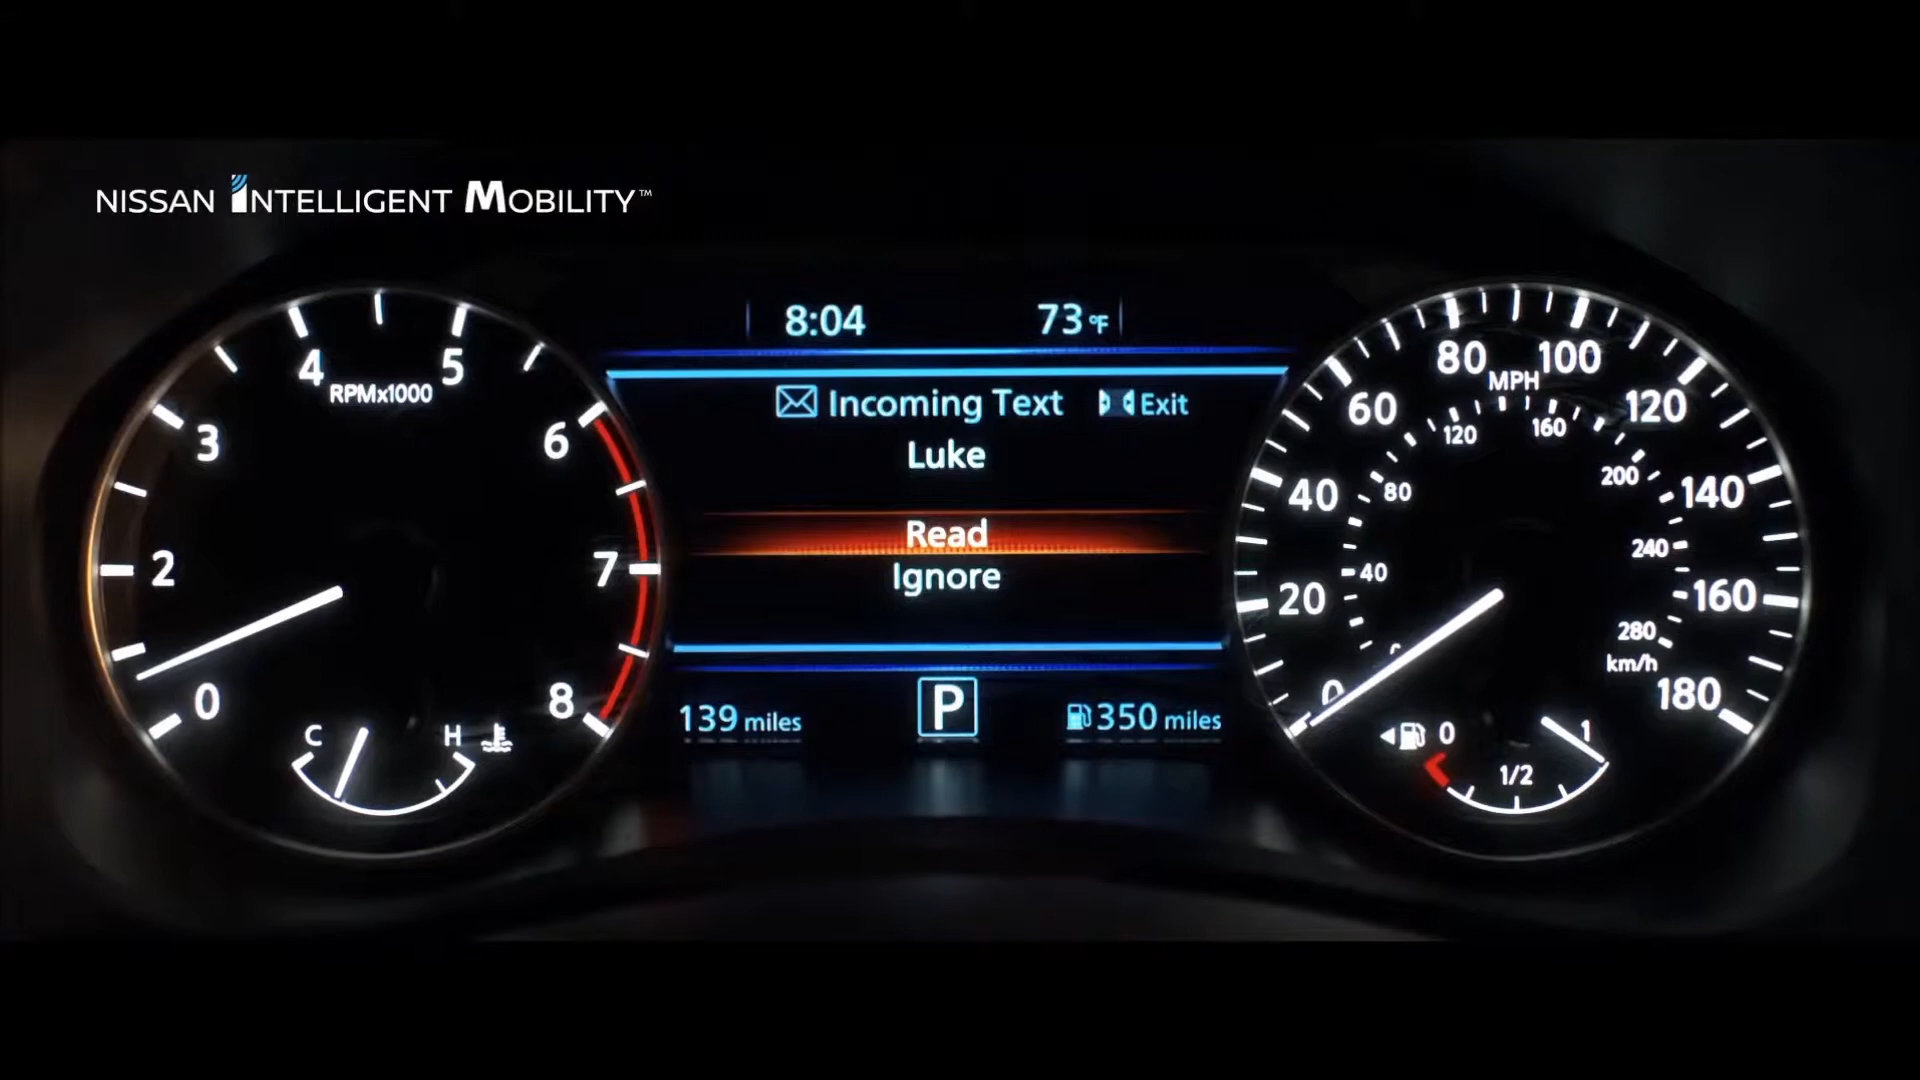 NISSAN INTELLIGENT MOBILITY™
8:04 73 °F
Incoming Text Exit
Luke
Read
Ignore
139 miles P 350 miles
0 2 3 4 5 6 7 8
RPMx1000
C H
0 20 40 60 80 100 120 140 160 180
MPH
0 40 80 120 160 200 240 280
km/h
0 1/2 1